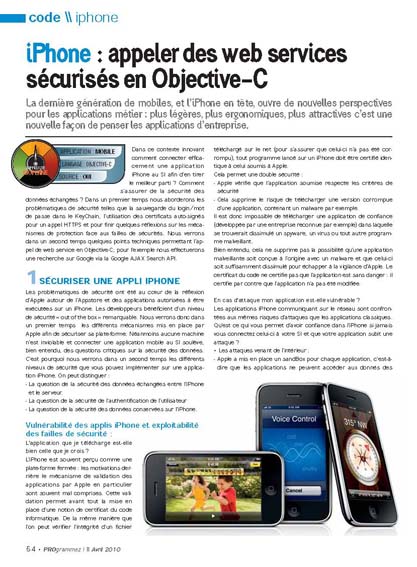 code \\ iphone
iPhone : appeler des web services
sécurisés en Objective-C
La dernière génération de mobiles, et l'iPhone en tête, ouvre de nouvelles perspectives
pour les applications métier : plus légères, plus ergonomiques, plus attractives c'est une
nouvelle façon de penser les applications d'entreprise.
APPLICATION MOBILE
LANGAGE OBJECTIVE-C
SOURCE OUI
Dans ce contexte innovant
comment connecter effica-
cement une application
iPhone au SI afin d'en tirer
le meilleur parti ? Comment
s'assurer de la sécurité des
données échangées ? Dans un premier temps nous aborderons les
problématiques de sécurité telles que la sauvegarde du login/mot
de passe dans le KeyChain, l'utilisation des certificats auto-signés
pour un appel HTTPS et pour finir quelques réflexions sur les méca-
nismes de protection face aux failles de sécurités. Nous verrons
dans un second temps quelques points techniques permettant l'ap-
pel de web service en Objective-C, pour l'exemple nous effectuerons
une recherche sur Google via la Google AJAX Search API.
1 SÉCURISER UNE APPLI IPHONE
Les problématiques de sécurité ont été au cœur de la réflexion
d'Apple autour de l'Appstore et des applications autorisées à être
exécutées sur un iPhone. Les développeurs bénéficient d'un niveau
de sécurité « out of the box » remarquable. Nous verrons donc dans
un premier temps les différents mécanismes mis en place par
Apple afin de sécuriser sa plate-forme. Néanmoins aucune machine
n'est inviolable et connecter une application mobile au SI soulève,
bien entendu, des questions critiques sur la sécurité des données.
C'est pourquoi nous verrons dans un second temps les différents
niveaux de sécurité que vous pouvez implémenter sur une applica-
tion iPhone. On peut distinguer :
- La question de la sécurité des données échangées entre l'iPhone
et le serveur.
- La question de la sécurité de l'authentification de l'utilisateur
- La question de la sécurité des données conservées sur l'iPhone.
Vulnérabilité des applis iPhone et exploitabilité
des failles de sécurité :
L'application que je télécharge est-elle
bien celle que je crois ?
L'iPhone est souvent perçu comme une
plate-forme fermée : les motivations der-
rière le mécanisme de validation des
applications par Apple en particulier
sont souvent mal comprises. Cette vali-
dation permet avant tout la mise en
place d'une notion de certificat du code
informatique. De la même manière que
l'on peut vérifier l'intégrité d'un fichier
téléchargé sur le net (pour s'assurer que celui-ci n'a pas été cor-
rompu), tout programme lancé sur un iPhone doit être certifié iden-
tique à celui soumis à Apple.
Cela permet une double sécurité :
- Apple vérifie que l'application soumise respecte les critères de
sécurité
- Cela supprime le risque de télécharger une version corrompue
d'une application, contenant un malware par exemple.
Il est donc impossible de télécharger une application de confiance
(développée par une entreprise reconnue par exemple) dans laquelle
se trouverait dissimulé un spyware, un virus ou tout autre program-
me malveillant.
Bien entendu, cela ne supprime pas la possibilité qu'une application
malveillante soit conçue à l'origine avec un malware et que celui-ci
soit suffisamment dissimulé pour échapper à la vigilance d'Apple. Le
certificat du code ne certifie pas que l'application est sans danger : il
certifie par contre que l'application n'a pas été modifiée.
En cas d'attaque mon application est-elle vulnérable ?
Les applications iPhone communiquant sur le réseau sont confron-
tées aux mêmes risques d'attaques que les applications classiques.
Qu'est ce qui vous permet d'avoir confiance dans l'iPhone si jamais
vous connectez celui-ci à votre SI et que votre application subit une
attaque ?
• Les attaques venant de l'intérieur :
- Apple a mis en place un sandbox pour chaque application, c'est-à-
dire que les applications ne peuvent accéder aux données des
Voice Control
Cancel
315° NW
64 • PROgrammez ! \\ Avril 2010